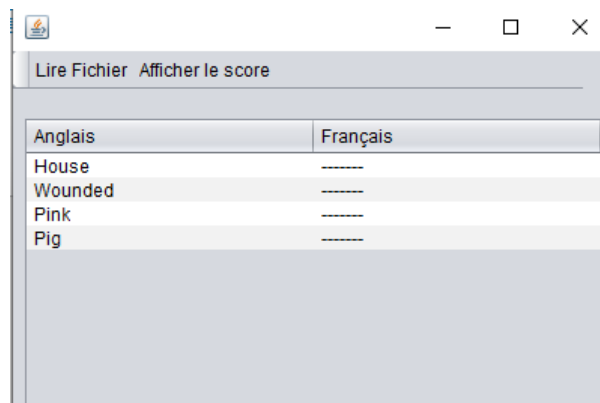 Lire Fichier Afficher le score
Anglais Français
House -------
Wounded -------
Pink -------
Pig -------